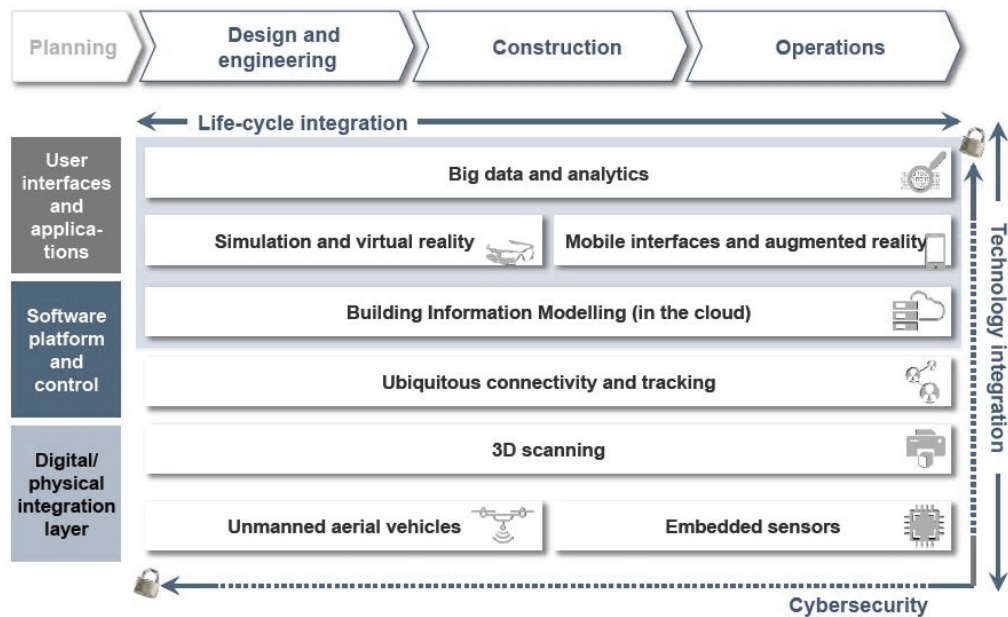 Planning
Design and
engineering
Construction
Operations
Life-cycle integration
User
interfaces
and
applica-
tions
Big data and analytics
Simulation and virtual reality
Mobile interfaces and augmented reality
Software
platform
and
control
Building Information Modelling (in the cloud)
Ubiquitous connectivity and tracking
Digital/
physical
integration
layer
3D scanning
Unmanned aerial vehicles
Embedded sensors
Technology integration
Cybersecurity